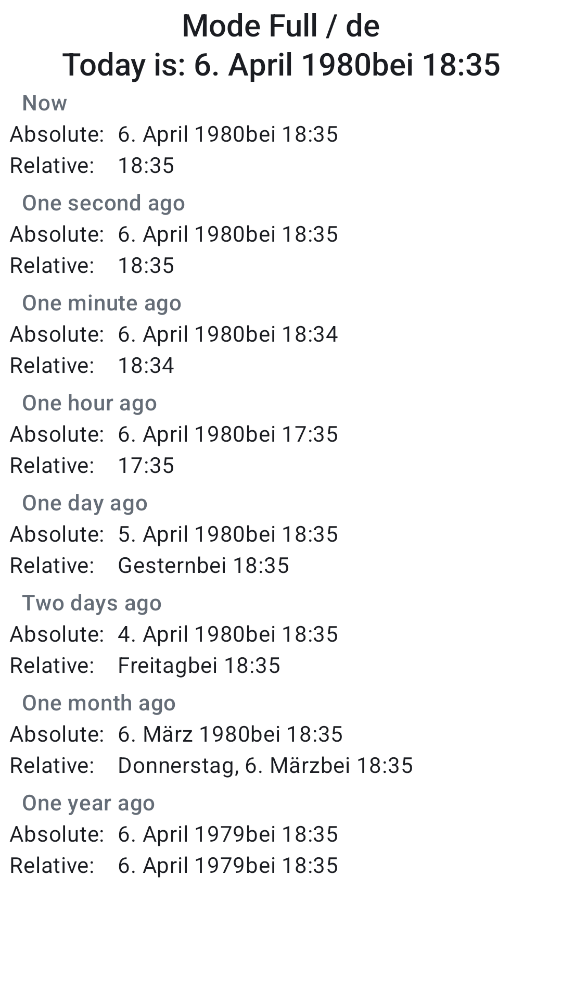 Mode Full / de
Today is: 6. April 1980bei 18:35
Now
Absolute: 6. April 1980bei 18:35
Relative: 18:35
One second ago
Absolute: 6. April 1980bei 18:35
Relative: 18:35
One minute ago
Absolute: 6. April 1980bei 18:34
Relative: 18:34
One hour ago
Absolute: 6. April 1980bei 17:35
Relative: 17:35
One day ago
Absolute: 5. April 1980bei 18:35
Relative: Gesternbei 18:35
Two days ago
Absolute: 4. April 1980bei 18:35
Relative: Freitagbei 18:35
One month ago
Absolute: 6. März 1980bei 18:35
Relative: Donnerstag, 6. Märzbei 18:35
One year ago
Absolute: 6. April 1979bei 18:35
Relative: 6. April 1979bei 18:35